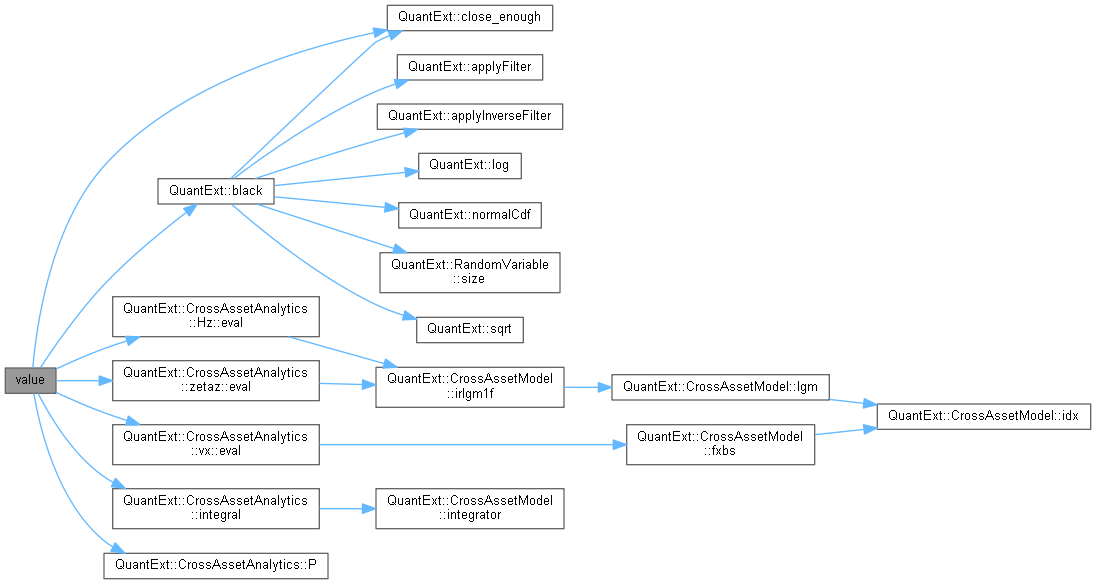 QuantExt::close_enough
QuantExt::applyFilter
QuantExt::applyInverseFilter
QuantExt::log
QuantExt::black
QuantExt::normalCdf
QuantExt::RandomVariable
::size
QuantExt::CrossAssetAnalytics
::Hz::eval
QuantExt::sqrt
value
QuantExt::CrossAssetAnalytics
::zetaz::eval
QuantExt::CrossAssetModel
::irlgm1f
QuantExt::CrossAssetModel::lgm
QuantExt::CrossAssetModel::idx
QuantExt::CrossAssetAnalytics
::vx::eval
QuantExt::CrossAssetModel
::fxbs
QuantExt::CrossAssetAnalytics
::integral
QuantExt::CrossAssetModel
::integrator
QuantExt::CrossAssetAnalytics::P